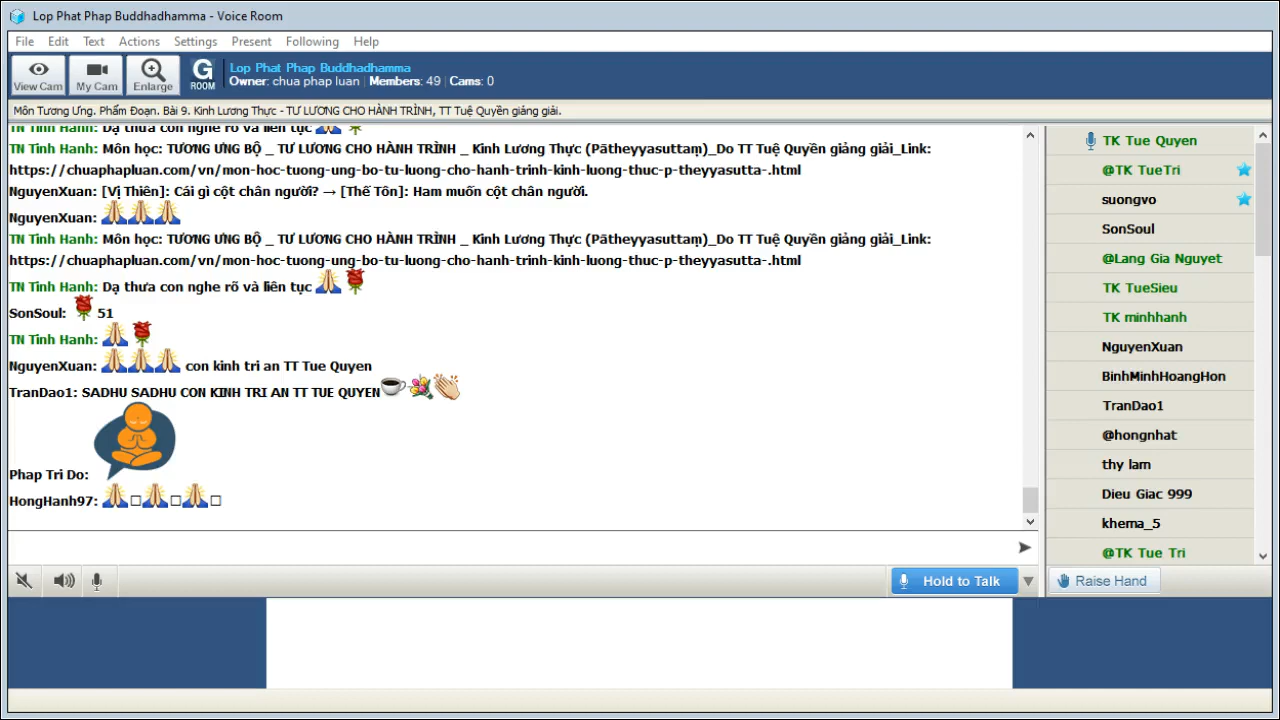 Lop Phat Phap Buddhadhamma - Voice Room
File Edit Text Actions Settings Present Following Help
View Cam My Cam Enlarge G ROOM
Lop Phat Phap Buddhadhamma
Owner: chua phap luan Members: 49 Cams: 0
Môn Tương Ưng. Phẩm Đoạn. Bài 9. Kinh Lương Thực - TƯ LƯƠNG CHO HÀNH TRÌNH, TT Tuệ Quyền giảng giải.
TN Tinh Hanh: Dạ thưa con nghe rõ và liên tục
TN Tinh Hanh: Môn học: TƯƠNG ƯNG BỘ _ TƯ LƯƠNG CHO HÀNH TRÌNH _ Kinh Lương Thực (Pātheyyasuttaṃ)_Do TT Tuệ Quyền giảng giải_Link:
https://chuaphapluan.com/vn/mon-hoc-tuong-ung-bo-tu-luong-cho-hanh-trinh-kinh-luong-thuc-p-theyyasutta-.html
NguyenXuan: [Vị Thiên]: Cái gì cột chân người? → [Thế Tôn]: Ham muốn cột chân người.
NguyenXuan:
TN Tinh Hanh: Môn học: TƯƠNG ƯNG BỘ _ TƯ LƯƠNG CHO HÀNH TRÌNH _ Kinh Lương Thực (Pātheyyasuttaṃ)_Do TT Tuệ Quyền giảng giải_Link:
https://chuaphapluan.com/vn/mon-hoc-tuong-ung-bo-tu-luong-cho-hanh-trinh-kinh-luong-thuc-p-theyyasutta-.html
TN Tinh Hanh: Dạ thưa con nghe rõ và liên tục
SonSoul: 51
TN Tinh Hanh:
NguyenXuan: con kinh tri an TT Tue Quyen
TranDao1: SADHU SADHU CON KINH TRI AN TT TUE QUYEN
Phap Tri Do:
HongHanh97:
TK Tue Quyen
@TK TueTri
suongvo
SonSoul
@Lang Gia Nguyet
TK TueSieu
TK minhhanh
NguyenXuan
BinhMinhHoangHon
TranDao1
@hongnhat
thy lam
Dieu Giac 999
khema_5
@TK Tue Tri
Hold to Talk
Raise Hand